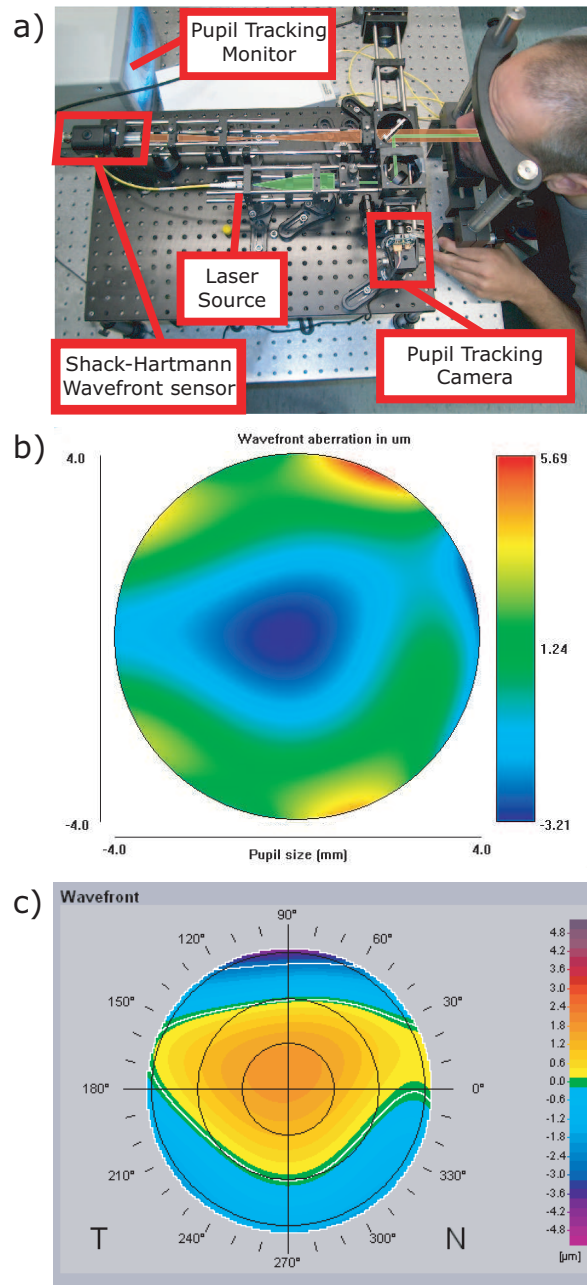 a)
Pupil Tracking
Monitor
Laser
Source
Shack-Hartmann
Wavefront sensor
Pupil Tracking
Camera
b)
Wavefront aberration in um
4.0
-4.0
-4.0
4.0
Pupil size (mm)
5.69
1.24
-3.21
c)
Wavefront
90°
120°
60°
150°
30°
180°
0°
210°
330°
240°
300°
270°
T
N
4.8
4.2
3.6
3.0
2.4
1.8
1.2
0.6
0.0
-0.6
-1.2
-1.8
-2.4
-3.0
-3.6
-4.2
-4.8
[µm]